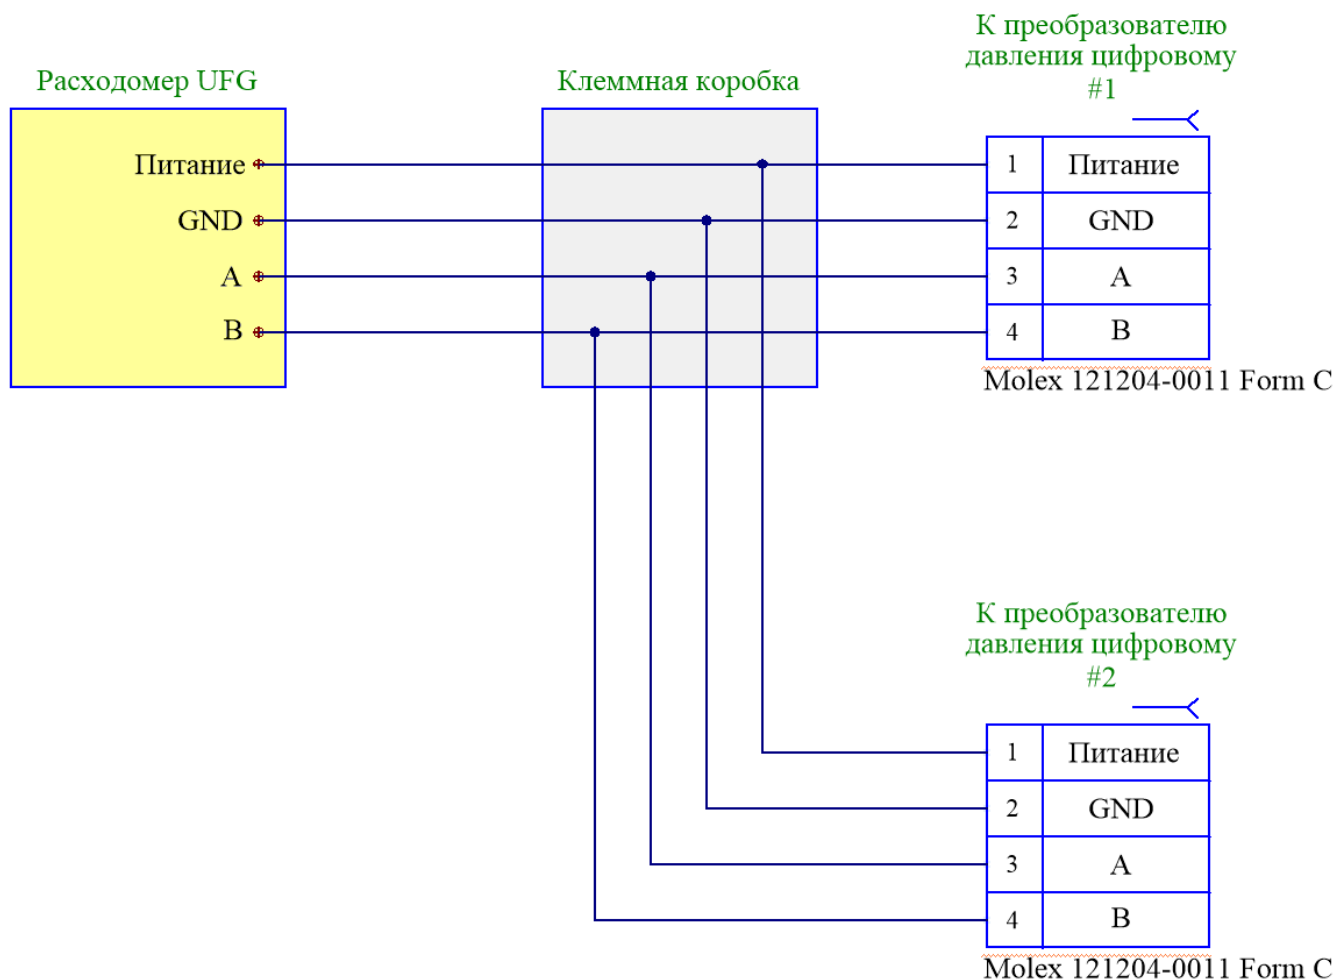 К преобразователю
давления цифровому
#1
Расходомер UFG
Клеммная коробка
Питание
GND
A
B
1 Питание
2 GND
3 A
4 B
Molex 121204-0011 Form C
К преобразователю
давления цифровому
#2
1 Питание
2 GND
3 A
4 B
Molex 121204-0011 Form C